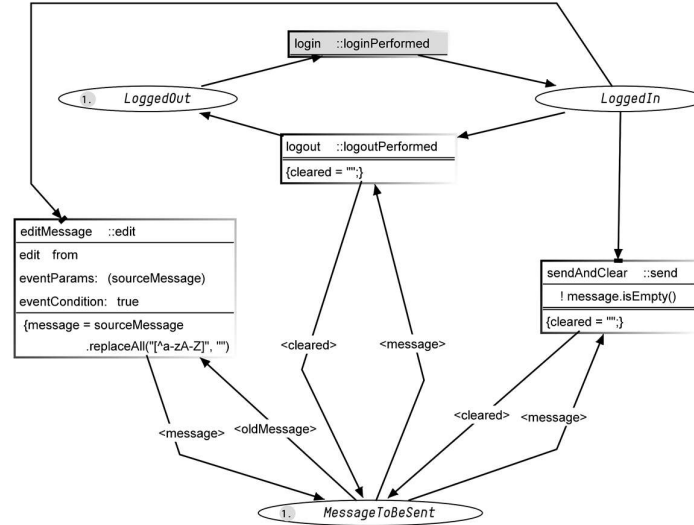 login ::loginPerformed
1. LoggedOut
LoggedIn
logout ::logoutPerformed
{cleared = "";}
editMessage ::edit
edit from
eventParams: (sourceMessage)
eventCondition: true
{message = sourceMessage
.replaceAll("[^a-zA-Z]", "")
sendAndClear ::send
! message.isEmpty()
{cleared = "";}
<cleared>
<message>
<cleared>
<message>
<message>
<oldMessage>
1. MessageToBeSent